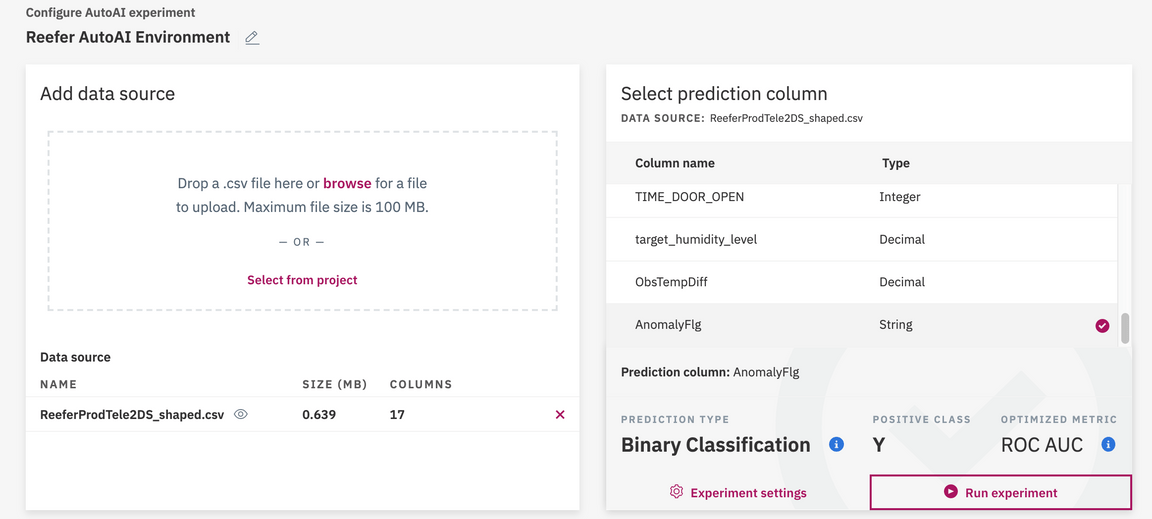 Configure AutoAI experiment
Reefer AutoAI Environment
Add data source
Drop a .csv file here or browse for a file
to upload. Maximum file size is 100 MB.
— OR —
Select from project
Data source
NAME SIZE (MB) COLUMNS
ReeferProdTele2DS_shaped.csv 0.639 17
Select prediction column
DATA SOURCE: ReeferProdTele2DS_shaped.csv
Column name Type
TIME_DOOR_OPEN Integer
target_humidity_level Decimal
ObsTempDiff Decimal
AnomalyFlg String
Prediction column: AnomalyFlg
PREDICTION TYPE POSITIVE CLASS OPTIMIZED METRIC
Binary Classification Y ROC AUC
Experiment settings Run experiment